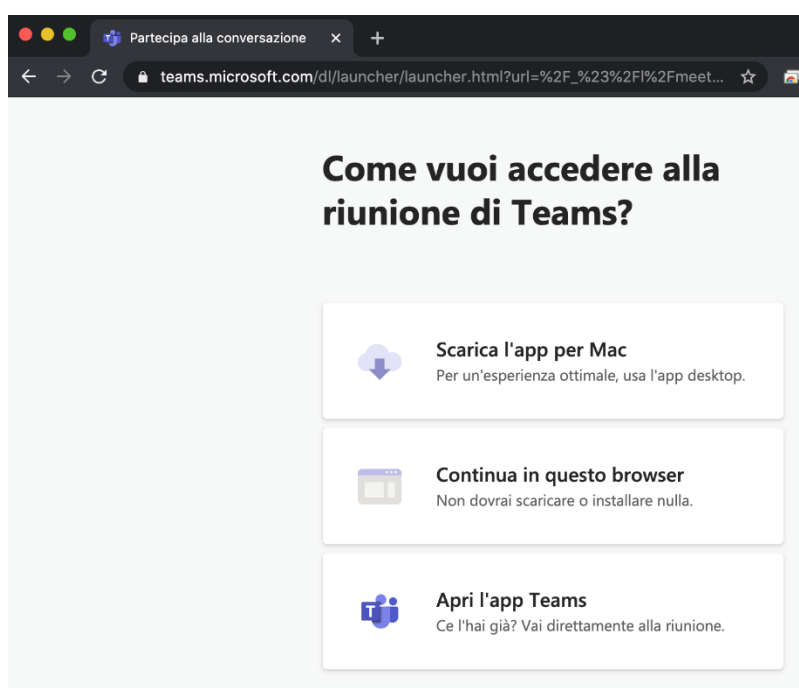 Partecipa alla conversazione
teams.microsoft.com/dl/launcher/launcher.html?url=%2F_%23%2Fl%2Fmeet...
Come vuoi accedere alla
riunione di Teams?
Scarica l'app per Mac
Per un'esperienza ottimale, usa l'app desktop.
Continua in questo browser
Non dovrai scaricare o installare nulla.
Apri l'app Teams
Ce l'hai già? Vai direttamente alla riunione.